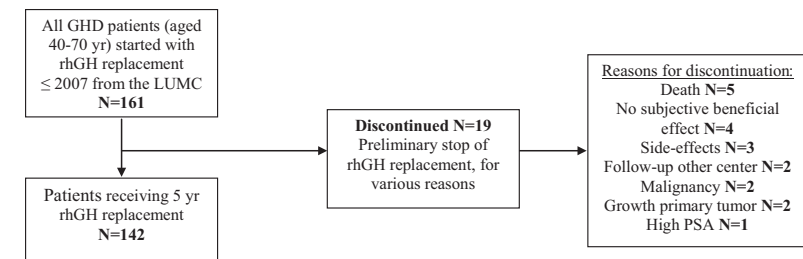 All GHD patients (aged
40-70 yr) started with
rhGH replacement
≤ 2007 from the LUMC
N=161
Discontinued N=19
Preliminary stop of
rhGH replacement, for
various reasons
Reasons for discontinuation:
Death N=5
No subjective beneficial
effect N=4
Side-effects N=3
Follow-up other center N=2
Malignancy N=2
Growth primary tumor N=2
High PSA N=1
Patients receiving 5 yr
rhGH replacement
N=142